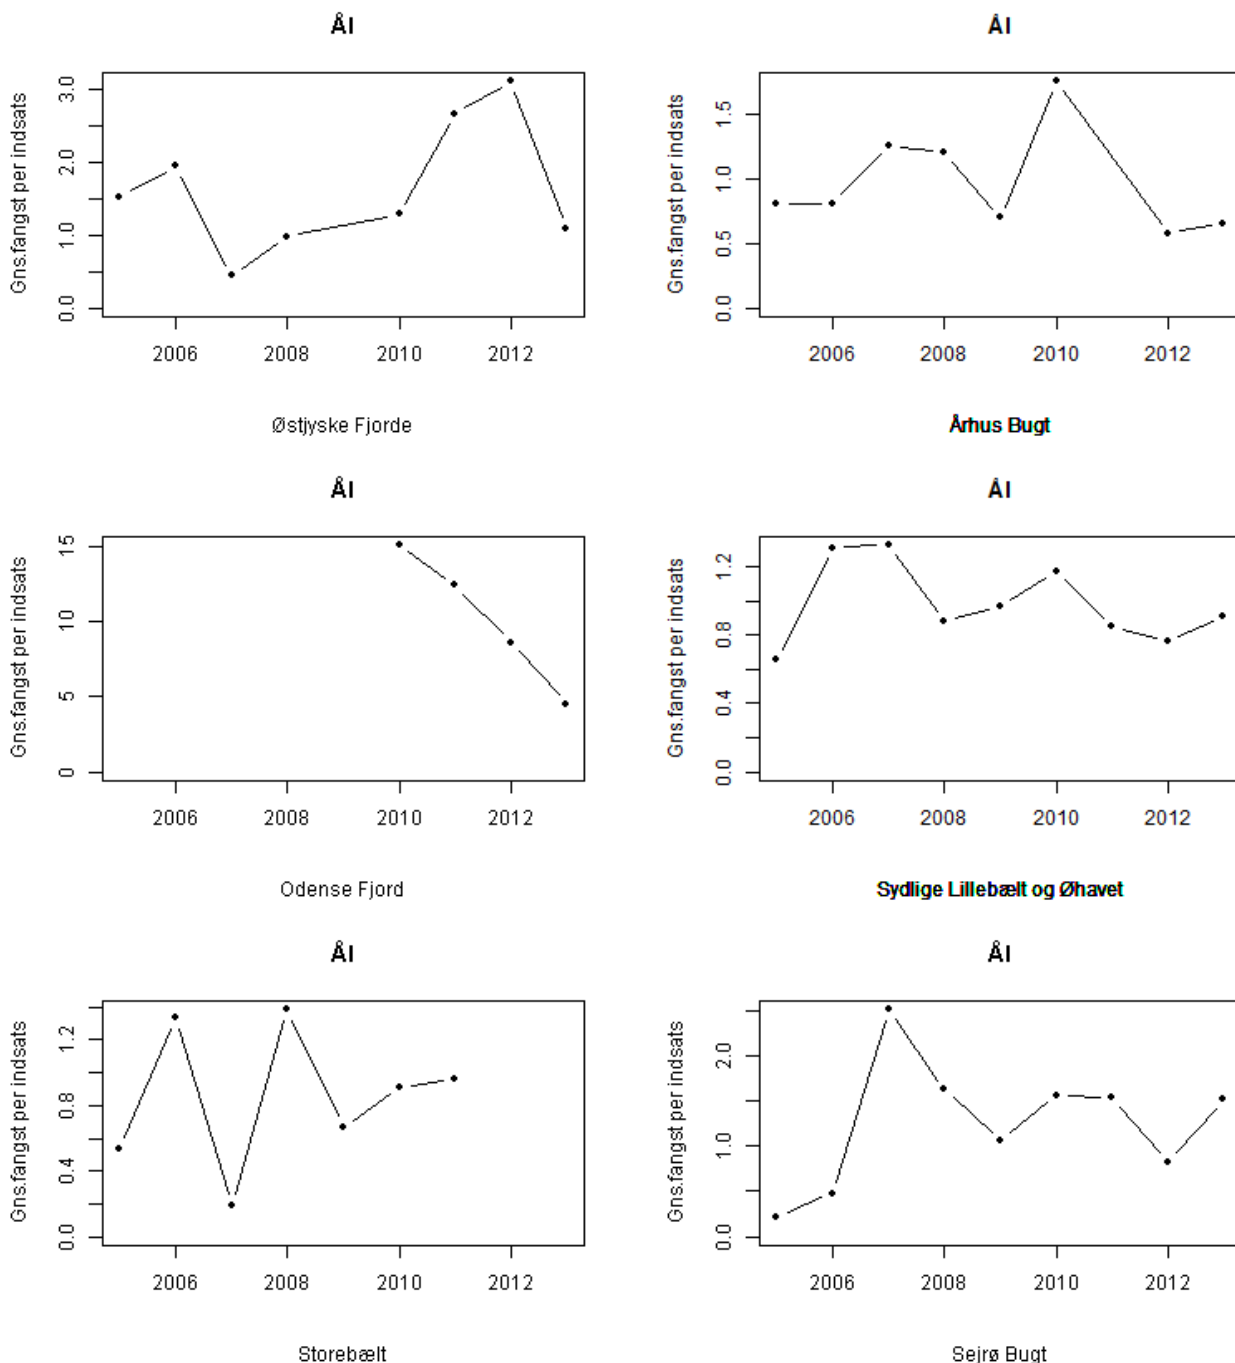 Ål
Gns.fangst per indsats
3.0
2.0
1.0
0.0
2006 2008 2010 2012
Østjyske Fjorde
Ål
Gns.fangst per indsats
1.5
1.0
0.5
0.0
2006 2008 2010 2012
Århus Bugt
Ål
Gns.fangst per indsats
15
10
5
0
2006 2008 2010 2012
Odense Fjord
Ål
Gns.fangst per indsats
1.2
0.8
0.4
0.0
2006 2008 2010 2012
Sydlige Lillebælt og Øhavet
Ål
Gns.fangst per indsats
1.2
0.8
0.4
0.0
2006 2008 2010 2012
Storebælt
Ål
Gns.fangst per indsats
2.0
1.0
0.0
2006 2008 2010 2012
Sejrø Bugt